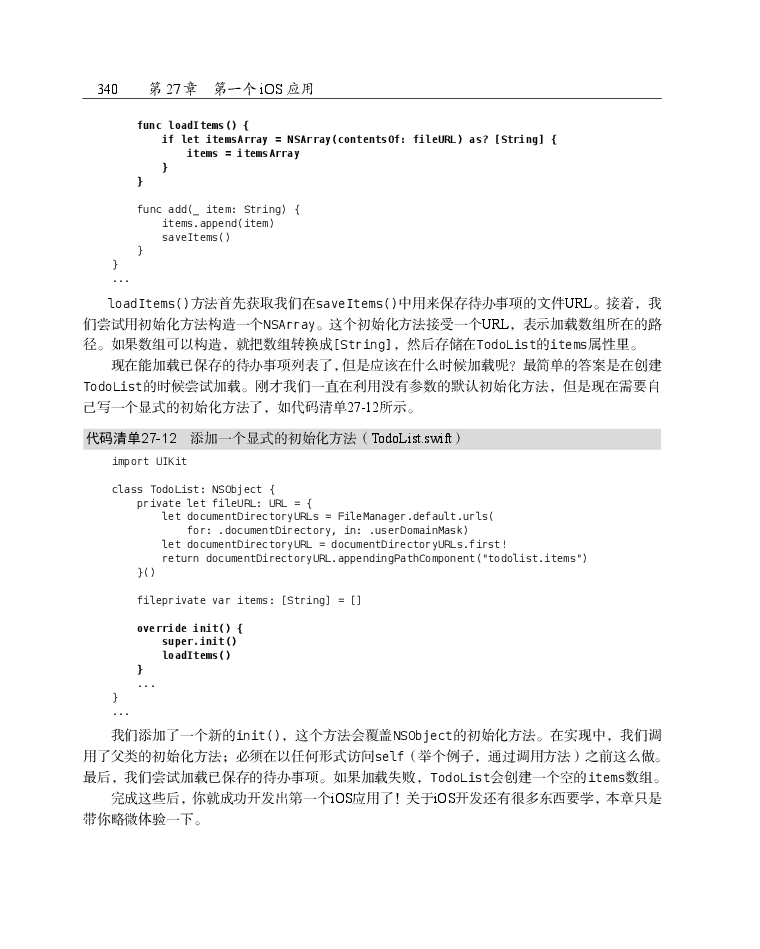 340 第 27 章 第一个 iOS 应用
func loadItems() {
if let itemsArray = NSArray(contentsOf: fileURL) as? [String] {
items = itemsArray
}
}
func add(_ item: String) {
items.append(item)
saveItems()
}
}
...
loadItems()方法首先获取我们在saveItems()中用来保存待办事项的文件URL。接着，我
们尝试用初始化方法构造一个NSArray。这个初始化方法接受一个URL，表示加载数组所在的路
径。如果数组可以构造，就把数组转换成[String]，然后存储在TodoList的items属性里。
现在能加载已保存的待办事项列表了，但是应该在什么时候加载呢？最简单的答案是在创建
TodoList的时候尝试加载。刚才我们一直在利用没有参数的默认初始化方法，但是现在需要自
己写一个显式的初始化方法了，如代码清单27-12所示。
代码清单27-12 添加一个显式的初始化方法（TodoList.swift）
import UIKit
class TodoList: NSObject {
private let fileURL: URL = {
let documentDirectoryURLs = FileManager.default.urls(
for: .documentDirectory, in: .userDomainMask)
let documentDirectoryURL = documentDirectoryURLs.first!
return documentDirectoryURL.appendingPathComponent("todolist.items")
}()
fileprivate var items: [String] = []
override init() {
super.init()
loadItems()
}
...
}
...
我们添加了一个新的init()，这个方法会覆盖NSObject的初始化方法。在实现中，我们调
用了父类的初始化方法；必须在以任何形式访问self（举个例子，通过调用方法）之前这么做。
最后，我们尝试加载已保存的待办事项。如果加载失败，TodoList会创建一个空的items数组。
完成这些后，你就成功开发出第一个iOS应用了！关于iOS开发还有很多东西要学，本章只是
带你略微体验一下。